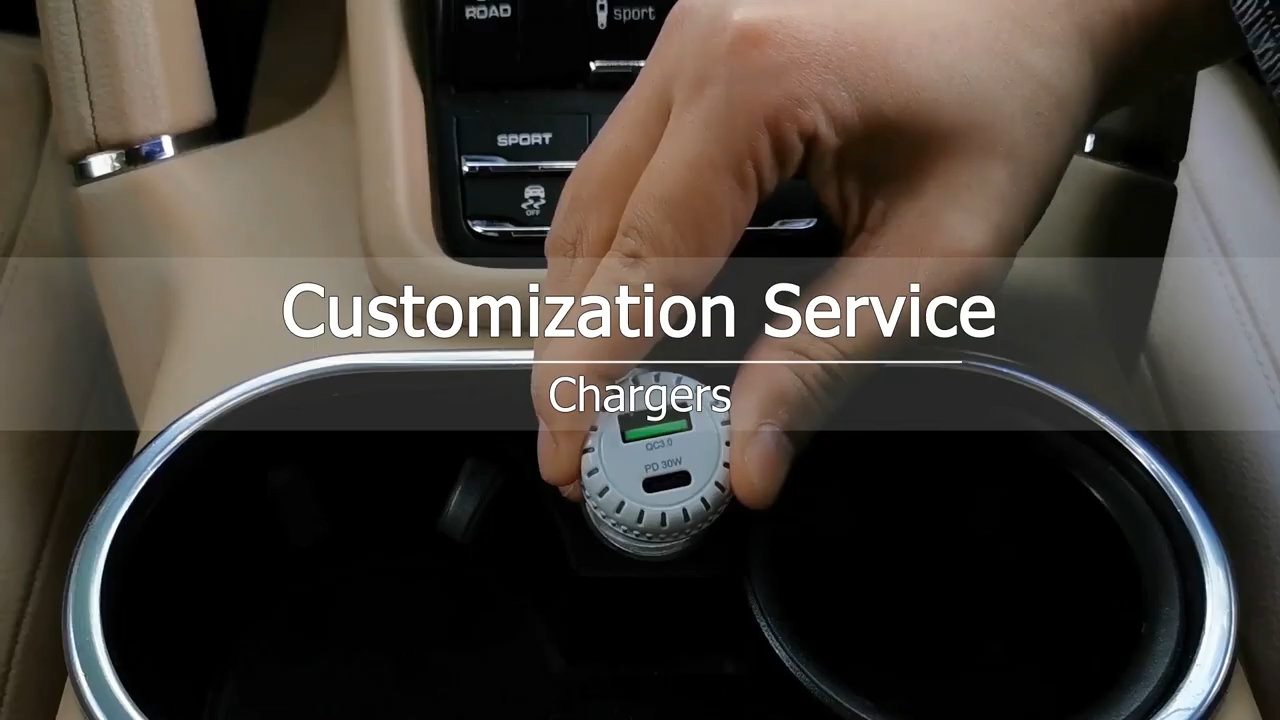 ROAD
sport
SPORT
OFF
Customization Service
Chargers
QC3.0
PD 30W